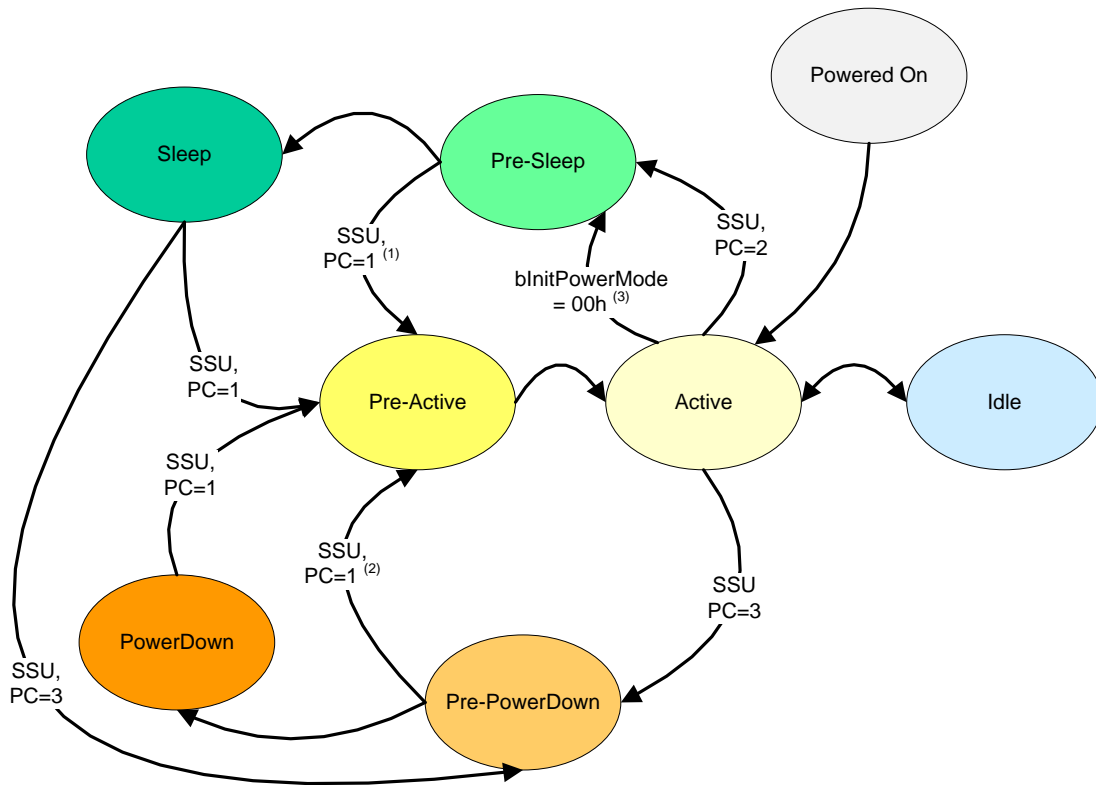 Powered On
Sleep
Pre-Sleep
SSU,
PC=2
SSU,
PC=1 (1)
bInitPowerMode
= 00h (3)
SSU,
PC=1
Pre-Active
Active
Idle
SSU,
PC=1
SSU,
PC=1 (2)
SSU
PC=3
PowerDown
SSU,
PC=3
Pre-PowerDown